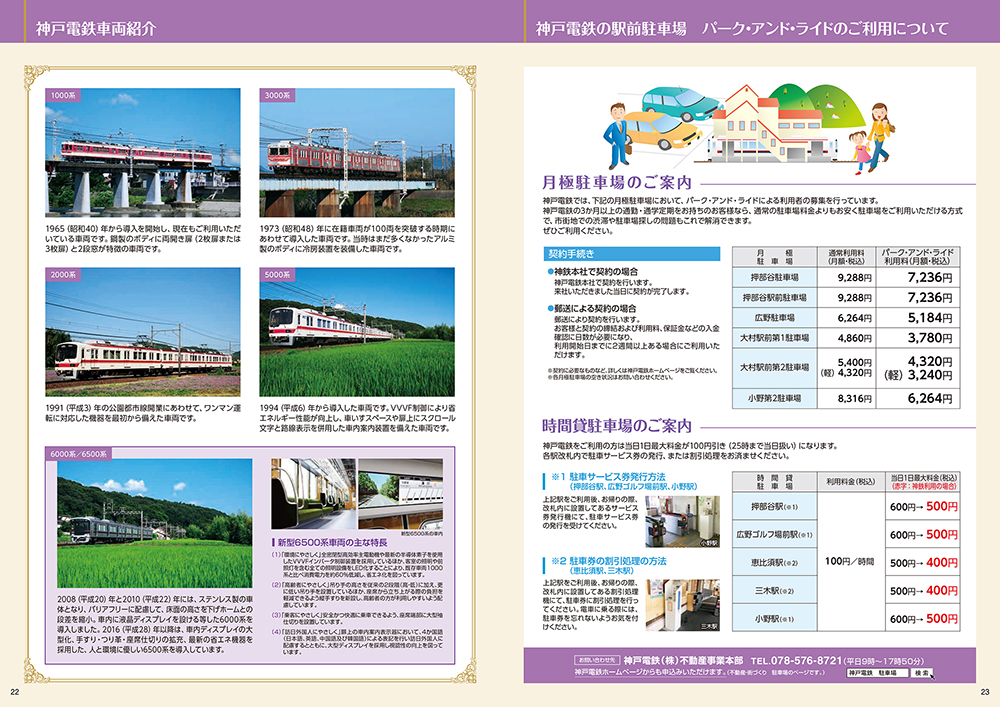 神戸電鉄車両紹介
1000系
1965（昭和40）年から導入を開始し、現在もご利用いただ
いている車両です。鋼製のボディに両開き扉（2枚扉または
3枚扉）と2段窓が特徴の車両です。
3000系
1973（昭和48）年に在籍車両が100両を突破する時期に
あわせて導入した車両です。当時はまだ多くなかったアルミ
製のボディに冷房装置を装備した車両です。
2000系
1991（平成3）年の公園都市線開業にあわせて、ワンマン運
転に対応した機器を最初から備えた車両です。
5000系
1994（平成6）年から導入した車両です。VVVF制御により省
エネルギー性能が向上し、車いすスペースや扉上にスクロール
文字と路線表示を併用した車内案内装置を備えた車両です。
6000系／6500系
2008（平成20）年と2010（平成22）年には、ステンレス製の車
体となり、バリアフリーに配慮して、床面の高さを下げホームとの
段差を縮小。車内に液晶ディスプレイを設ける等した6000系を
導入しました。2016（平成28）年以降は、車内ディスプレイの大
型化、手すり・つり革・座席仕切りの拡充、最新の省エネ機器を
採用した、人と環境に優しい6500系を導入しています。
新型6500系の車内
新型6500系車両の主な特長
(1)「環境にやさしく」全密閉型高効率主電動機や最新の半導体素子を使用
したVVVFインバータ制御装置を採用しているほか、客室の照明や前
照灯を含む全ての照明設備をLED化することにより、既存車両1000
系と比べ消費電力を約60％低減し、省エネ化を図っています。
(2)「高齢者にやさしく」吊り手の高さを従来の2段階（高・低）に加え、更
に低い吊り手を設置しているほか、座席から立ち上がる際の負担を
軽減できるよう縦手すりを新設し、高齢者の方が利用しやすいよう配
慮しています。
(3)「乗客にやさしく」安全かつ快適に乗車できるよう、座席端部に大型袖
仕切りを設置しています。
(4)「訪日外国人にやさしく」扉上の車内案内表示器において、4か国語
（日本語、英語、中国語及び韓国語）による表記を行い訪日外国人に
配慮するとともに、大型ディスプレイを採用し視認性の向上を図って
います。
22
神戸電鉄の駅前駐車場　パーク・アンド・ライドのご利用について
月極駐車場のご案内
神戸電鉄では、下記の月極駐車場において、パーク・アンド・ライドによる利用者の募集を行っています。
神戸電鉄の3か月以上の通勤・通学定期をお持ちのお客様なら、通常の駐車場料金よりもお安く駐車場をご利用いただける方式
で、市街地での渋滞や駐車場探しの問題もこれで解消できます。
ぜひご利用ください。
契約手続き
●神鉄本社で契約の場合
神戸電鉄本社で契約を行います。
来社いただきました当日に契約が完了します。
●郵送による契約の場合
郵送により契約を行います。
お客様と契約の締結および利用料、保証金などの入金
確認に日数が必要になり、
利用開始日までに2週間以上ある場合にご利用いた
だけます。
※契約に必要なものなど、詳しくは神戸電鉄ホームページをご覧ください。
※各月極駐車場の空き状況はお問い合わせください。
月極駐車場 通常利用料（月額・税込） パーク・アンド・ライド利用料（月額・税込）
押部谷駐車場 9,288円 7,236円
押部谷駅前駐車場 9,288円 7,236円
広野駐車場 6,264円 5,184円
大村駅前第1駐車場 4,860円 3,780円
大村駅前第2駐車場 5,400円 4,320円
（軽）4,320円 （軽）3,240円
小野第2駐車場 8,316円 6,264円
時間貸駐車場のご案内
神戸電鉄をご利用の方は当日1日最大料金が100円引き（25時まで当日扱い）になります。
各駅改札内で駐車サービス券の発行、または割引処理をお済ませください。
※1 駐車サービス券発行方法
（押部谷駅、広野ゴルフ場前駅、小野駅）
上記駅をご利用後、お帰りの際、
改札内に設置してあるサービス
券発行機にて、駐車サービス券
の発行を受けてください。
小野駅
※2 駐車券の割引処理の方法
（恵比須駅、三木駅）
上記駅をご利用後、お帰りの際、
改札内に設置してある割引処理
機にて、駐車券に割引処理を行っ
てください。電車に乗る際には、
駐車券を忘れないようお気を付
けください。
三木駅
時間貸駐車場 利用料金（税込） 当日1日最大料金（税込）
（赤字：神鉄利用の場合）
押部谷駅（※1） 600円→500円
広野ゴルフ場前駅（※1） 600円→500円
恵比須駅（※2） 100円／時間 500円→400円
三木駅（※2） 500円→400円
小野駅（※1） 600円→500円
お問い合わせ先 神戸電鉄（株）不動産事業本部　TEL.078-576-8721（平日9時～17時50分）
神戸電鉄ホームページからも申込みいただけます。（不動産・街づくり　駐車場のページです。） 神戸電鉄　駐車場 検索
23